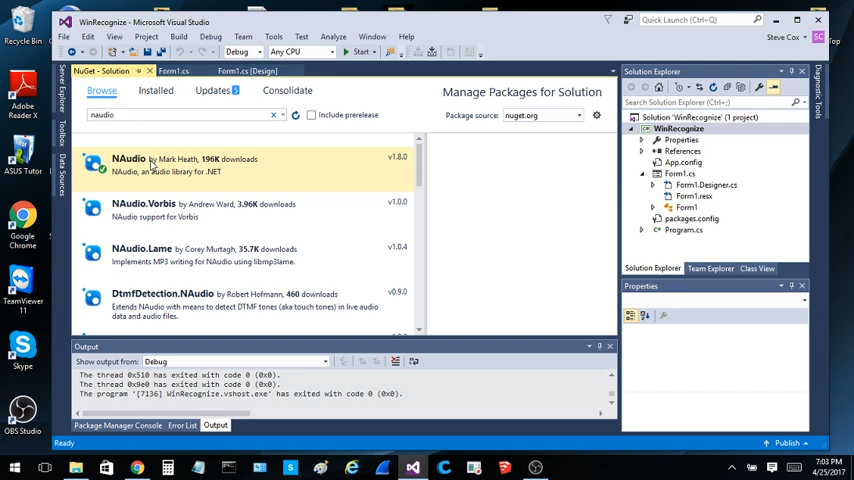 Recycle Bin
Adobe
Reader X
ASUS Tutor
Google
Chrome
TeamViewer
11
Skype
OBS Studio
WinRecognize - Microsoft Visual Studio
Quick Launch (Ctrl+;)
File Edit View Project Build Debug Team Tools Test Analyze Window Help
Steve Cox SC
Debug Any CPU Start
Server Explorer
Toolbox
Data Sources
NuGet - Solution Form1.cs Form1.cs [Design]
Browse Installed Updates 5 Consolidate
Manage Packages for Solution
naudio Include prerelease
Package source: nuget.org
NAudio by Mark Heath, 196K downloads v1.8.0
NAudio, an audio library for .NET
NAudio.Vorbis by Andrew Ward, 3.96K downloads v1.0.0
NAudio support for Vorbis
NAudio.Lame by Corey Murtagh, 35.7K downloads v1.0.4
Implements MP3 writing for NAudio using libmp3lame.
DtmfDetection.NAudio by Robert Hofmann, 460 downloads v0.9.0
Extends NAudio with means to detect DTMF tones (aka touch tones) in live audio
and audio files.
Solution Explorer
Search Solution Explorer (Ctrl+;)
Solution 'WinRecognize' (1 project)
WinRecognize
Properties
References
App.config
Form1.cs
Form1.Designer.cs
Form1.resx
Form1
packages.config
Program.cs
Solution Explorer Team Explorer Class View
Properties
Diagnostic Tools
Output
Show output from: Debug
The thread 0x510 has exited with code 0 (0x0).
The thread 0x9e0 has exited with code 0 (0x0).
The program '[7136] WinRecognize.vshost.exe' has exited with code 0 (0x0).
Package Manager Console Error List Output
Ready
Publish
7:03 PM
4/25/2017